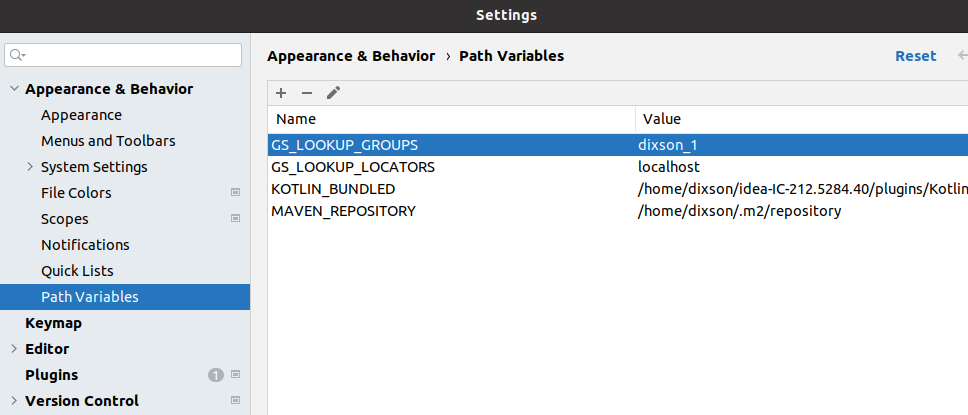 Settings
Appearance & Behavior
Appearance
Menus and Toolbars
System Settings
File Colors
Scopes
Notifications
Quick Lists
Path Variables
Keymap
Editor
Plugins 1
Version Control
Appearance & Behavior › Path Variables Reset
Name Value
GS_LOOKUP_GROUPS dixson_1
GS_LOOKUP_LOCATORS localhost
KOTLIN_BUNDLED /home/dixson/idea-IC-212.5284.40/plugins/Kotlin
MAVEN_REPOSITORY /home/dixson/.m2/repository